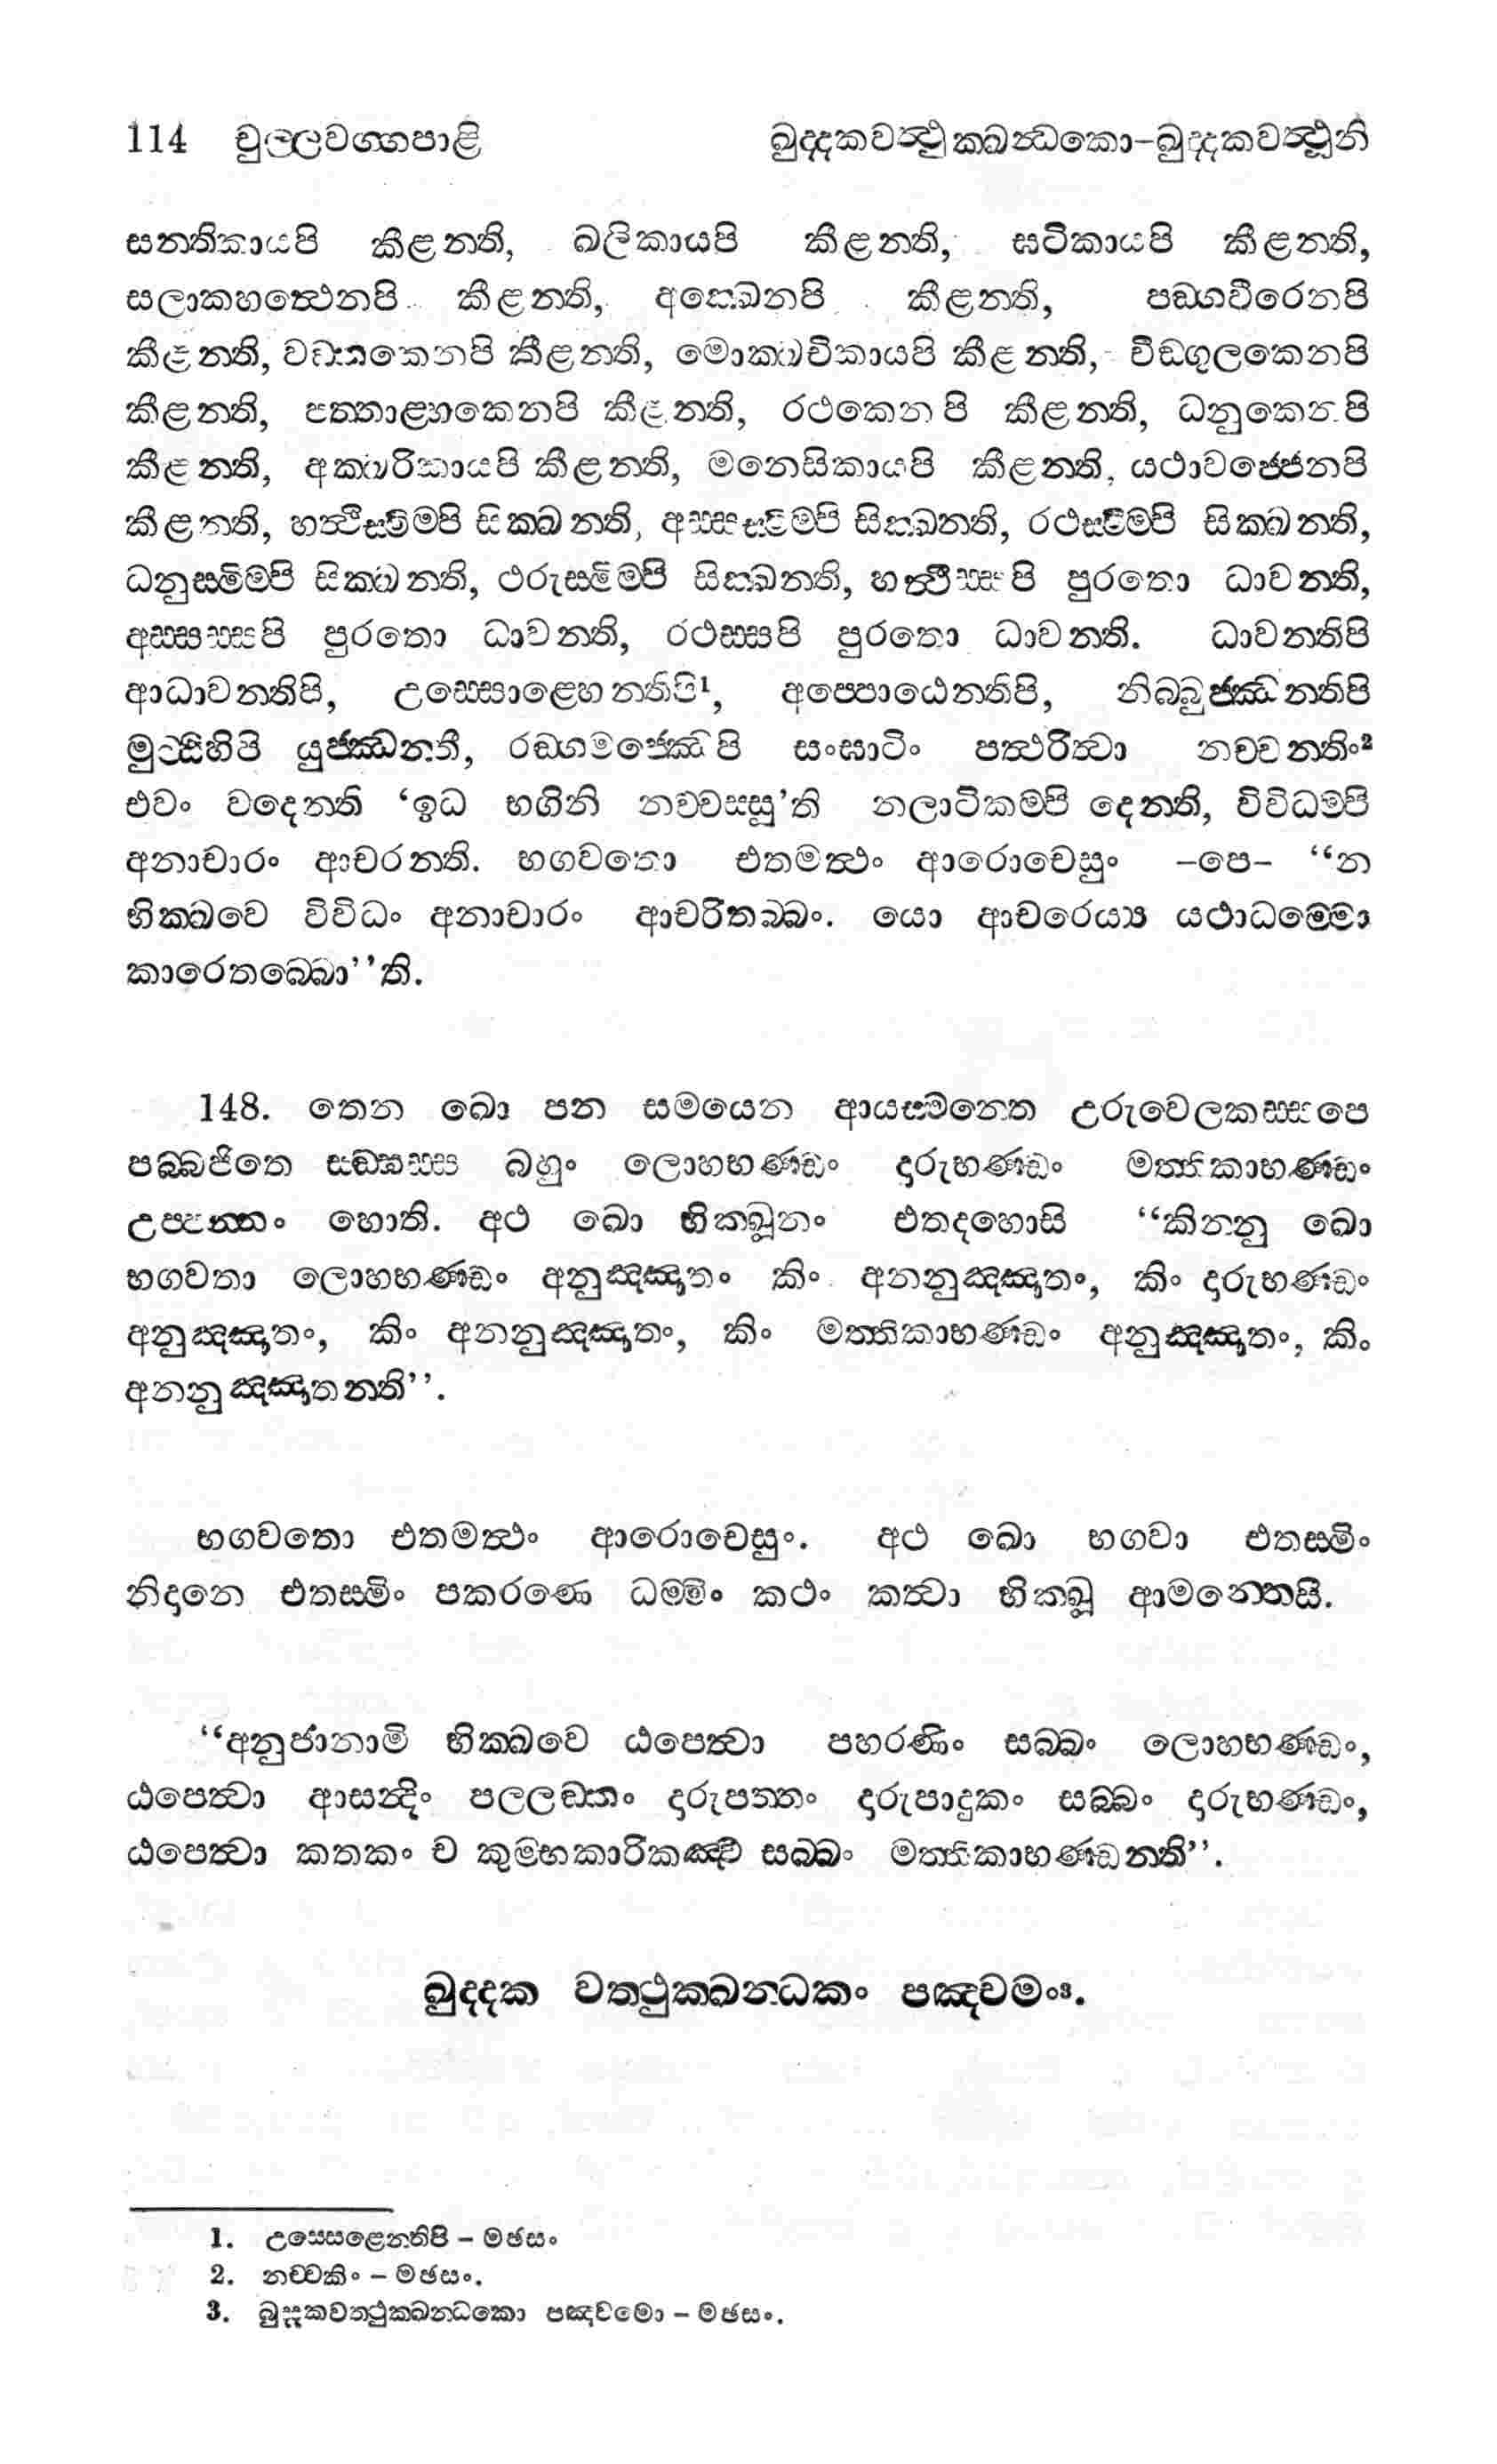 114 චුල්ලවග්ගපාළි ඛුද්දකවත්ථුක්ඛන්ධකො-ඛුද්දකවත්ථූනි
සන්තිකායපි කීළන්ති, ඛලිකායපි කීළන්ති, ඝටිකායපි කීළන්ති,
සලාකහත්ථෙනපි කීළන්ති, අක්ඛෙනපි කීළන්ති, පඞ්ගචීරෙනපි
කීළන්ති, වඞ්කකෙනපි කීළන්ති, මොක්ඛචිකායපි කීළන්ති, චිඞ්ගුලකෙනපි
කීළන්ති, පත්තාළ්හකෙනපි කීළන්ති, රථකෙනපි කීළන්ති, ධනුකෙනපි
කීළන්ති, අක්ඛරිකායපි කීළන්ති, මනෙසිකායපි කීළන්ති, යථාවජ්ජෙනපි
කීළන්ති, හත්ථිස්මිම්පි සික්ඛන්ති, අස්සස්මිම්පි සික්ඛන්ති, රථස්මිම්පි සික්ඛන්ති,
ධනුස්මිම්පි සික්ඛන්ති, ථරුස්මිම්පි සික්ඛන්ති, හත්ථිස්සපි පුරතො ධාවන්ති,
අස්සස්සපි පුරතො ධාවන්ති, රථස්සපි පුරතො ධාවන්ති. ධාවන්තිපි
ආධාවන්තිපි, උස්සොළෙහන්තිපි¹, අප්පොඨෙන්තිපි, නිබ්බුජ්ඣන්තිපි
මුට්ඨීහිපි යුජ්ඣන්තී, රඞ්ගමජ්ඣෙපි සංඝාටිං පත්ථරිත්වා නච්චන්තිං²
එවං වදෙන්ති ‘ඉධ භගිනි නච්චස්සූ’ති නලාටිකම්පි දෙන්ති, විවිධම්පි
අනාචාරං ආචරන්ති. භගවතො එතමත්ථං ආරොචෙසුං –පෙ– “න
භික්ඛවෙ විවිධං අනාචාරං ආචරිතබ්බං. යො ආචරෙය්‍ය යථාධම්මො
කාරෙතබ්බො”ති.
148. තෙන ඛො පන සමයෙන ආයස්මන්තෙ උරුවෙලකස්සපෙ
පබ්බජිතෙ සඞ්ඝස්ස බහුං ලොහභණ්ඩං දාරුභණ්ඩං මත්තිකාභණ්ඩං
උප්පන්නං හොති. අථ ඛො භික්ඛූනං එතදහොසි “කින්නු ඛො
භගවතා ලොහභණ්ඩං අනුඤ්ඤාතං කිං අනනුඤ්ඤාතං, කිං දාරුභණ්ඩං
අනුඤ්ඤාතං, කිං අනනුඤ්ඤාතං, කිං මත්තිකාභණ්ඩං අනුඤ්ඤාතං, කිං
අනනුඤ්ඤාතන්ති”.
භගවතො එතමත්ථං ආරොචෙසුං. අථ ඛො භගවා එතස්මිං
නිදානෙ එතස්මිං පකරණෙ ධම්මිං කථං කත්වා භික්ඛූ ආමන්තෙසි.
“අනුජානාමි භික්ඛවෙ ඨපෙත්වා පහරණිං සබ්බං ලොහභණ්ඩං,
ඨපෙත්වා ආසන්දිං පල්ලඞ්කං දාරුපත්තං දාරුපාදුකං සබ්බං දාරුභණ්ඩං,
ඨපෙත්වා කතකං ච කුම්භකාරිකඤ්ච සබ්බං මත්තිකාභණ්ඩන්ති”.
ඛුද්දක වත්ථුක්ඛන්ධකං පඤ්චමං³.
1. උස්සෙළෙන්තිපි – මඡසං
2. නච්චකිං – මඡසං.
3. ඛුද්දකවත්ථුක්ඛන්ධකො පඤ්චමො – මඡසං.